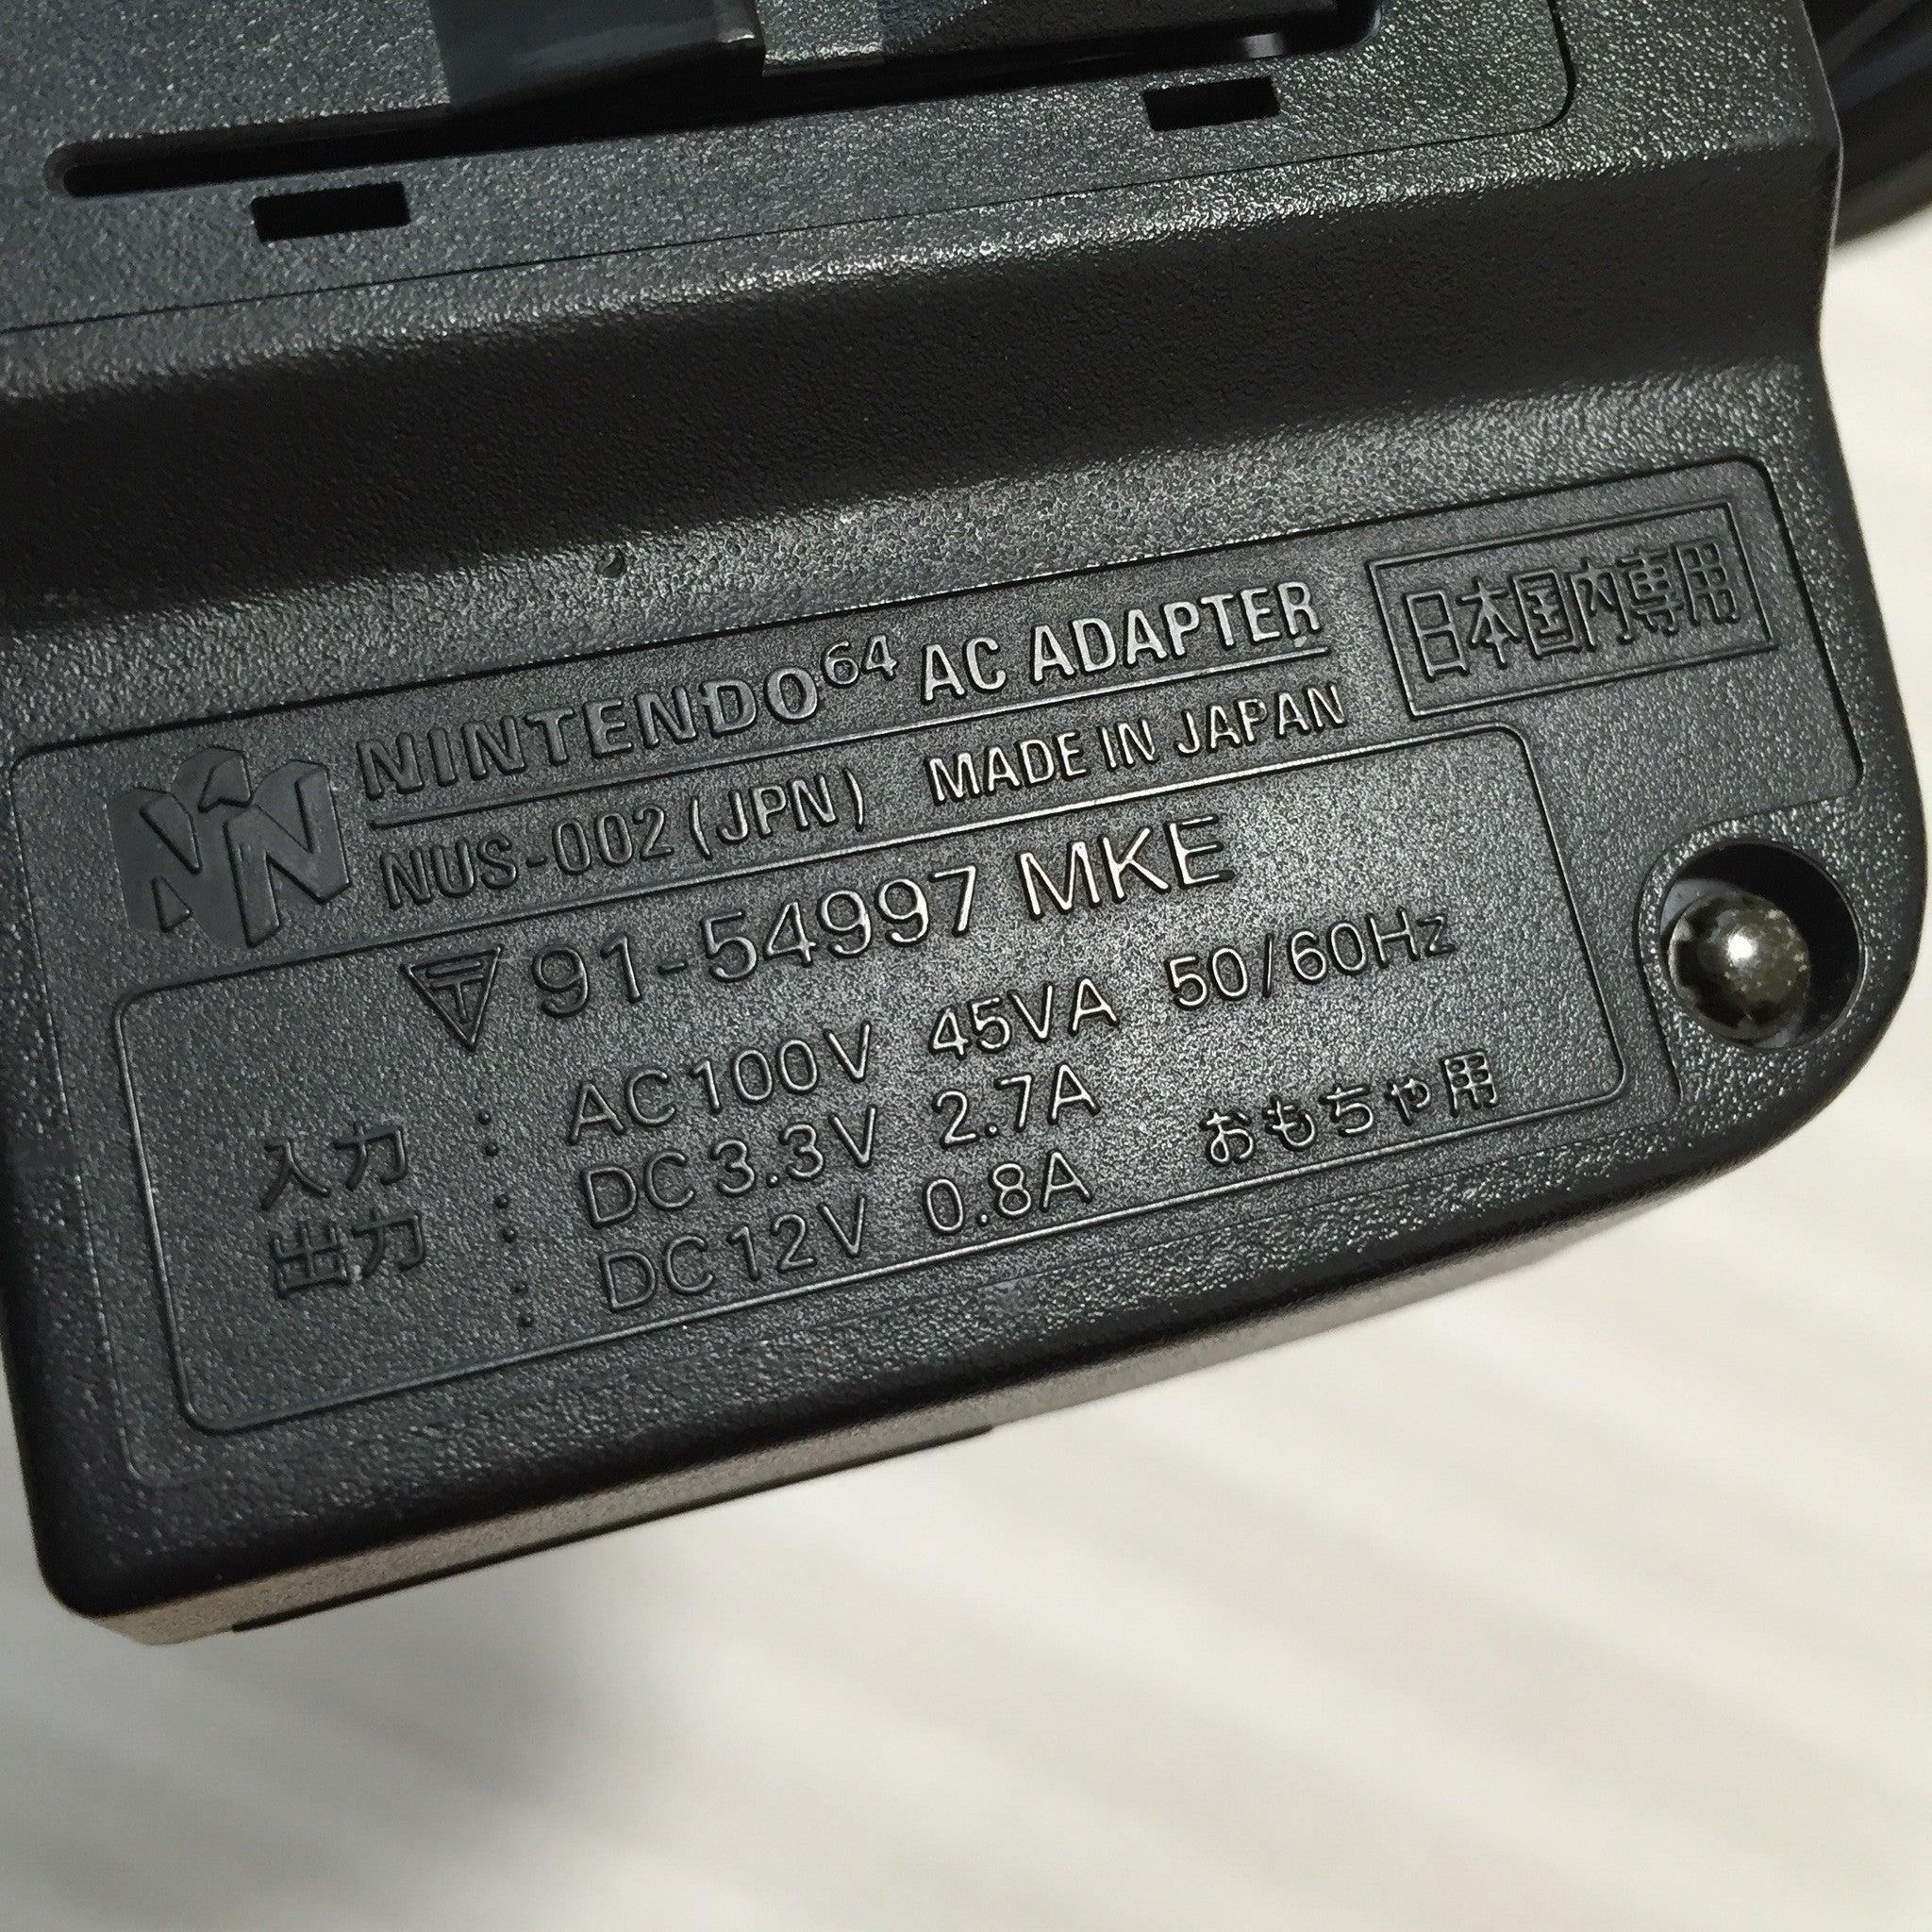 NINTENDO64 AC ADAPTER
日本国内専用
NUS-002(JPN) MADE IN JAPAN
91-54997 MKE
入力 : AC100V 45VA 50/60Hz
出力 : DC3.3V 2.7A
: DC12V 0.8A おもちゃ用